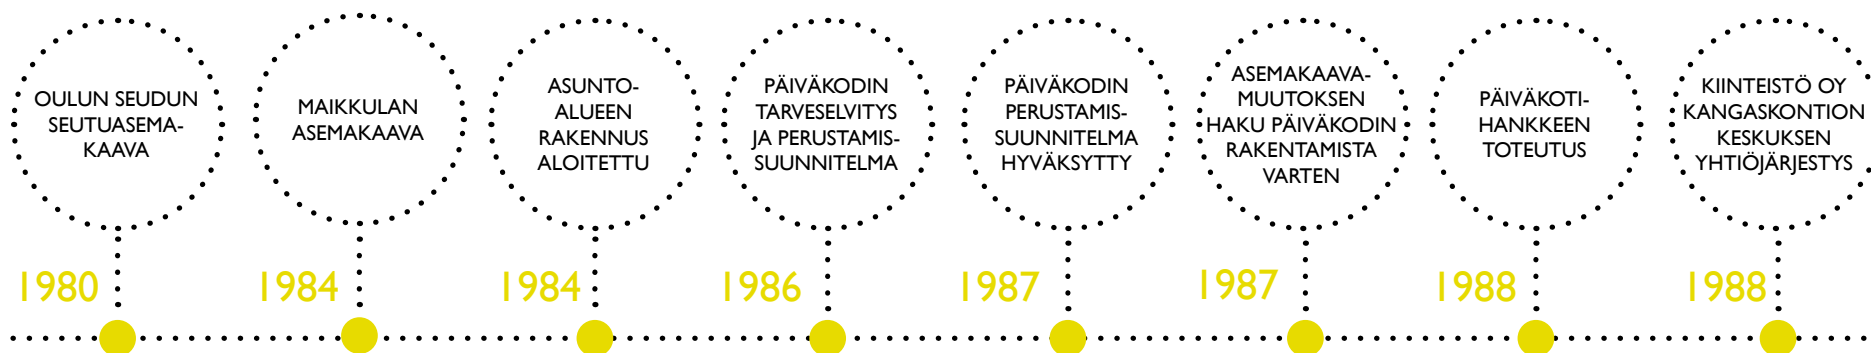 OULUN SEUDUN
SEUTUASEMA-
KAAVA
1980
MAIKKULAN
ASEMAKAAVA
1984
ASUNTO-
ALUEEN
RAKENNUS
ALOITETTU
1984
PÄIVÄKODIN
TARVESELVITYS
JA PERUSTAMIS-
SUUNNITELMA
1986
PÄIVÄKODIN
PERUSTAMIS-
SUUNNITELMA
HYVÄKSYTTY
1987
ASEMAKAAVA-
MUUTOKSEN
HAKU PÄIVÄKODIN
RAKENTAMISTA
VARTEN
1987
PÄIVÄKOTI-
HANKKEEN
TOTEUTUS
1988
KIINTEISTÖ OY
KANGASKONTION
KESKUKSEN
YHTIÖJÄRJESTYS
1988